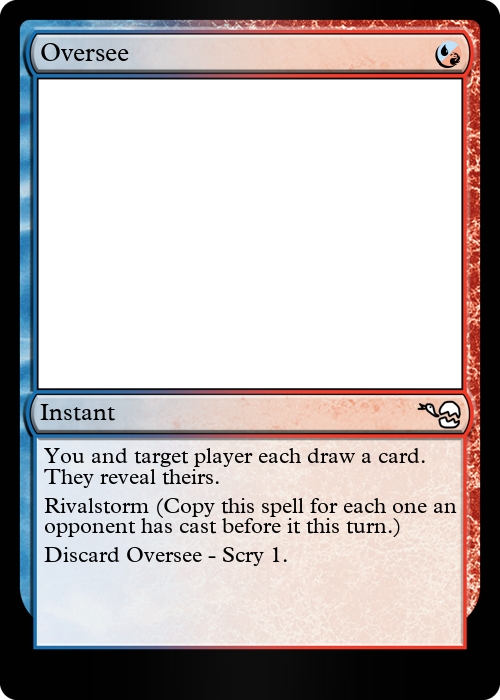 Oversee
Instant
You and target player each draw a card.
They reveal theirs.
Rivalstorm (Copy this spell for each one an
opponent has cast before it this turn.)
Discard Oversee - Scry 1.